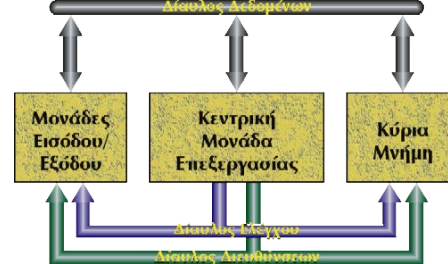 Δίαυλος Δεδομένων
Μονάδες
Εισόδου/
Εξόδου
Κεντρική
Μονάδα
Επεξεργασίας
Κύρια
Μνήμη
Δίαυλος Ελέγχου
Δίαυλος Διευθύνσεων